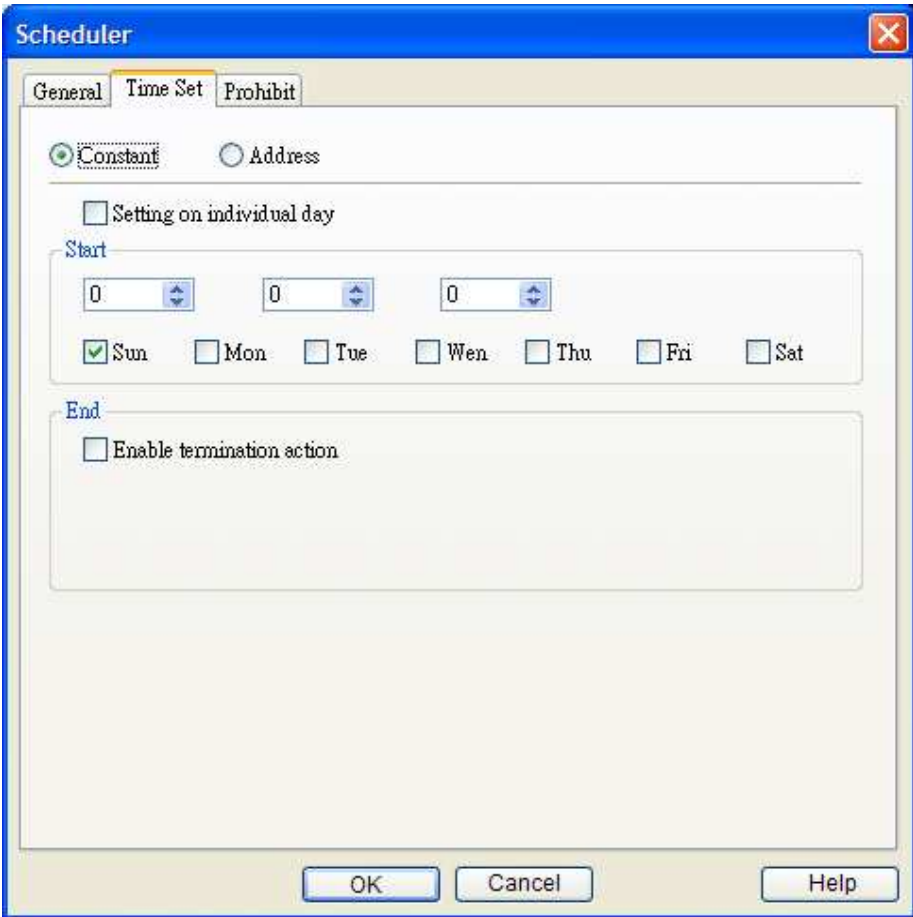 Scheduler
General Time Set Prohibit
Constant Address
Setting on individual day
Start
0 0 0
Sun Mon Tue Wen Thu Fri Sat
End
Enable termination action
OK Cancel Help